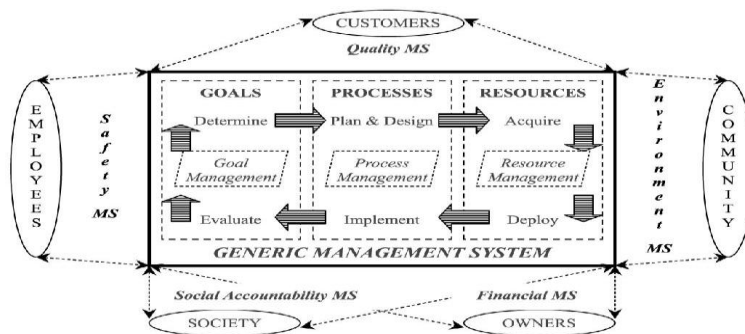 CUSTOMERS
Quality MS
EMPLOYEES
Safety MS
GOALS PROCESSES RESOURCES
Determine Plan & Design Acquire
Goal Management
Process Management
Resource Management
Evaluate Implement Deploy
GENERIC MANAGEMENT SYSTEM
Environment MS
COMMUNITY
Social Accountability MS Financial MS
SOCIETY OWNERS